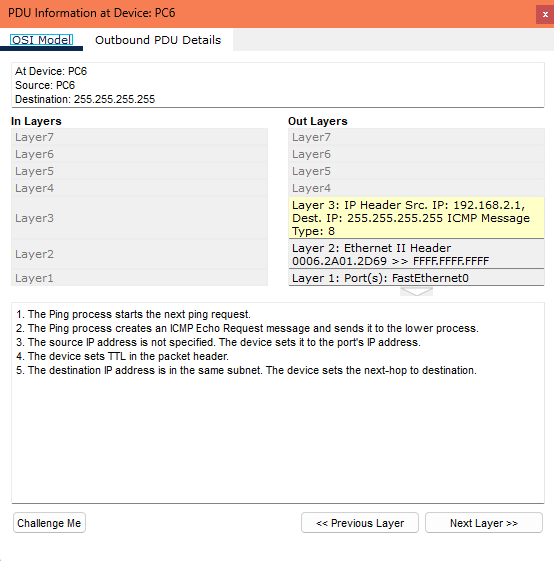 PDU Information at Device: PC6
x
OSI Model Outbound PDU Details
At Device: PC6
Source: PC6
Destination: 255.255.255.255
In Layers
Layer7
Layer6
Layer5
Layer4
Layer3
Layer2
Layer1
Out Layers
Layer7
Layer6
Layer5
Layer4
Layer 3: IP Header Src. IP: 192.168.2.1,
Dest. IP: 255.255.255.255 ICMP Message
Type: 8
Layer 2: Ethernet II Header
0006.2A01.2D69 >> FFFF.FFFF.FFFF
Layer 1: Port(s): FastEthernet0
1. The Ping process starts the next ping request.
2. The Ping process creates an ICMP Echo Request message and sends it to the lower process.
3. The source IP address is not specified. The device sets it to the port's IP address.
4. The device sets TTL in the packet header.
5. The destination IP address is in the same subnet. The device sets the next-hop to destination.
Challenge Me
<< Previous Layer
Next Layer >>